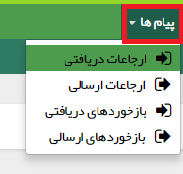 پیام ها
ارجاعات دریافتی
ارجاعات ارسالی
بازخوردهای دریافتی
بازخوردهای ارسالی